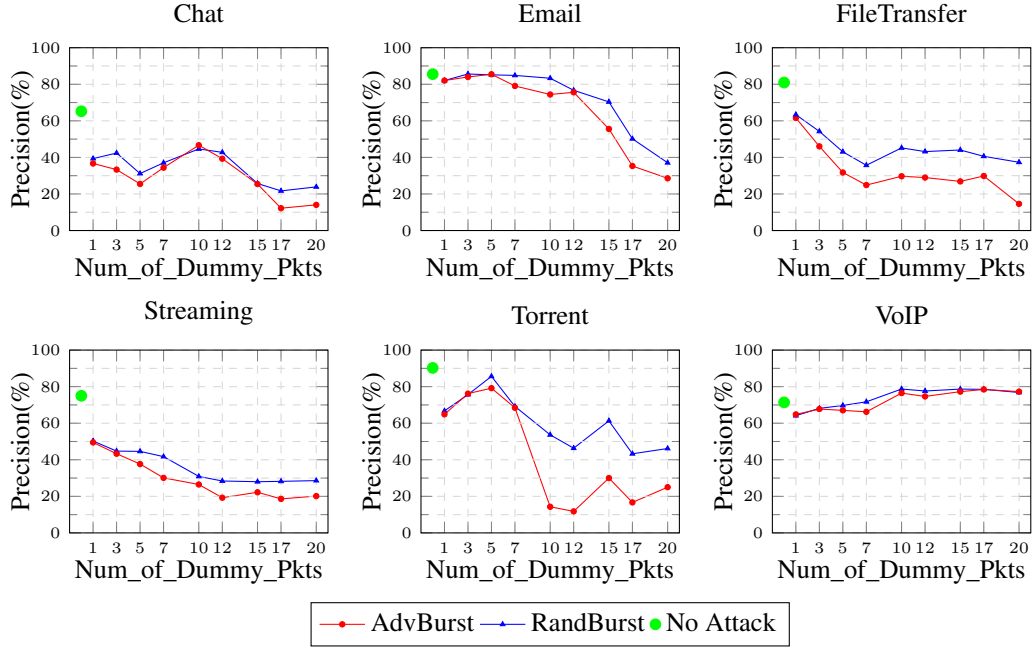 Chat Email FileTransfer
Precision(%) Precision(%) Precision(%)
100 100 100
80 80 80
60 60 60
40 40 40
20 20 20
0 0 0
1 3 5 7 10 12 15 17 20 1 3 5 7 10 12 15 17 20 1 3 5 7 10 12 15 17 20
Num_of_Dummy_Pkts Num_of_Dummy_Pkts Num_of_Dummy_Pkts
Streaming Torrent VoIP
Precision(%) Precision(%) Precision(%)
100 100 100
80 80 80
60 60 60
40 40 40
20 20 20
0 0 0
1 3 5 7 10 12 15 17 20 1 3 5 7 10 12 15 17 20 1 3 5 7 10 12 15 17 20
Num_of_Dummy_Pkts Num_of_Dummy_Pkts Num_of_Dummy_Pkts
AdvBurst RandBurst No Attack